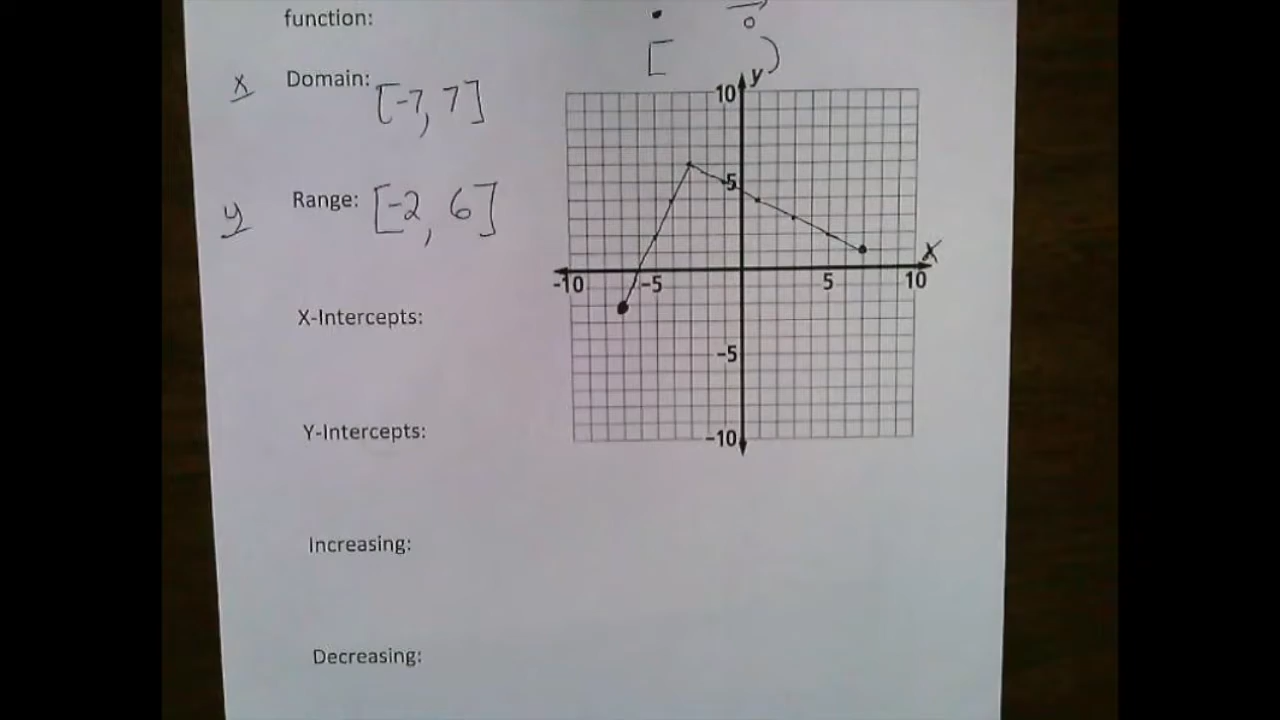 function:
[ )
0
x Domain: [-7, 7]
y Range: [-2, 6]
X-Intercepts:
Y-Intercepts:
Increasing:
Decreasing:
y
10
5
x
-10 -5 5 10
-5
-10